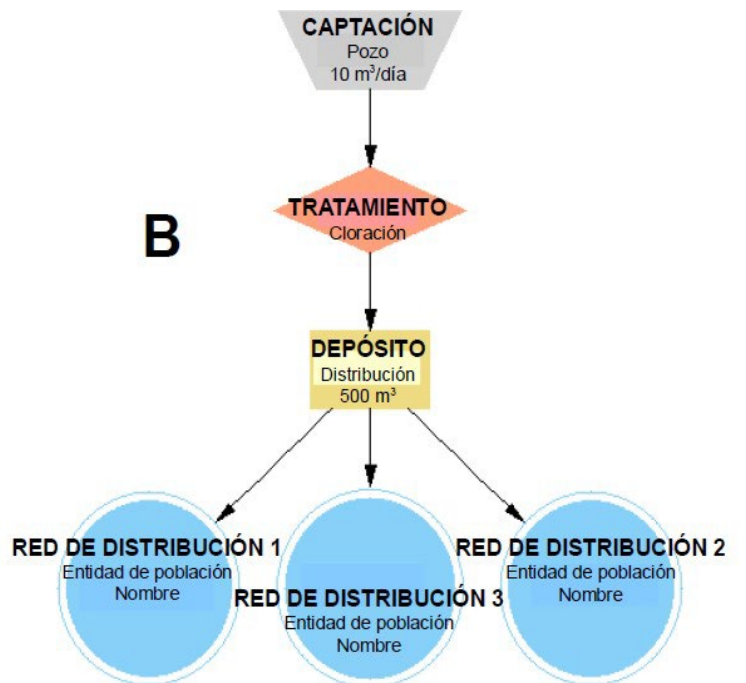 CAPTACIÓN
Pozo
10 m³/día
TRATAMIENTO
Cloración
B
DEPÓSITO
Distribución
500 m³
RED DE DISTRIBUCIÓN 1
Entidad de población
Nombre
RED DE DISTRIBUCIÓN 3
Entidad de población
Nombre
RED DE DISTRIBUCIÓN 2
Entidad de población
Nombre